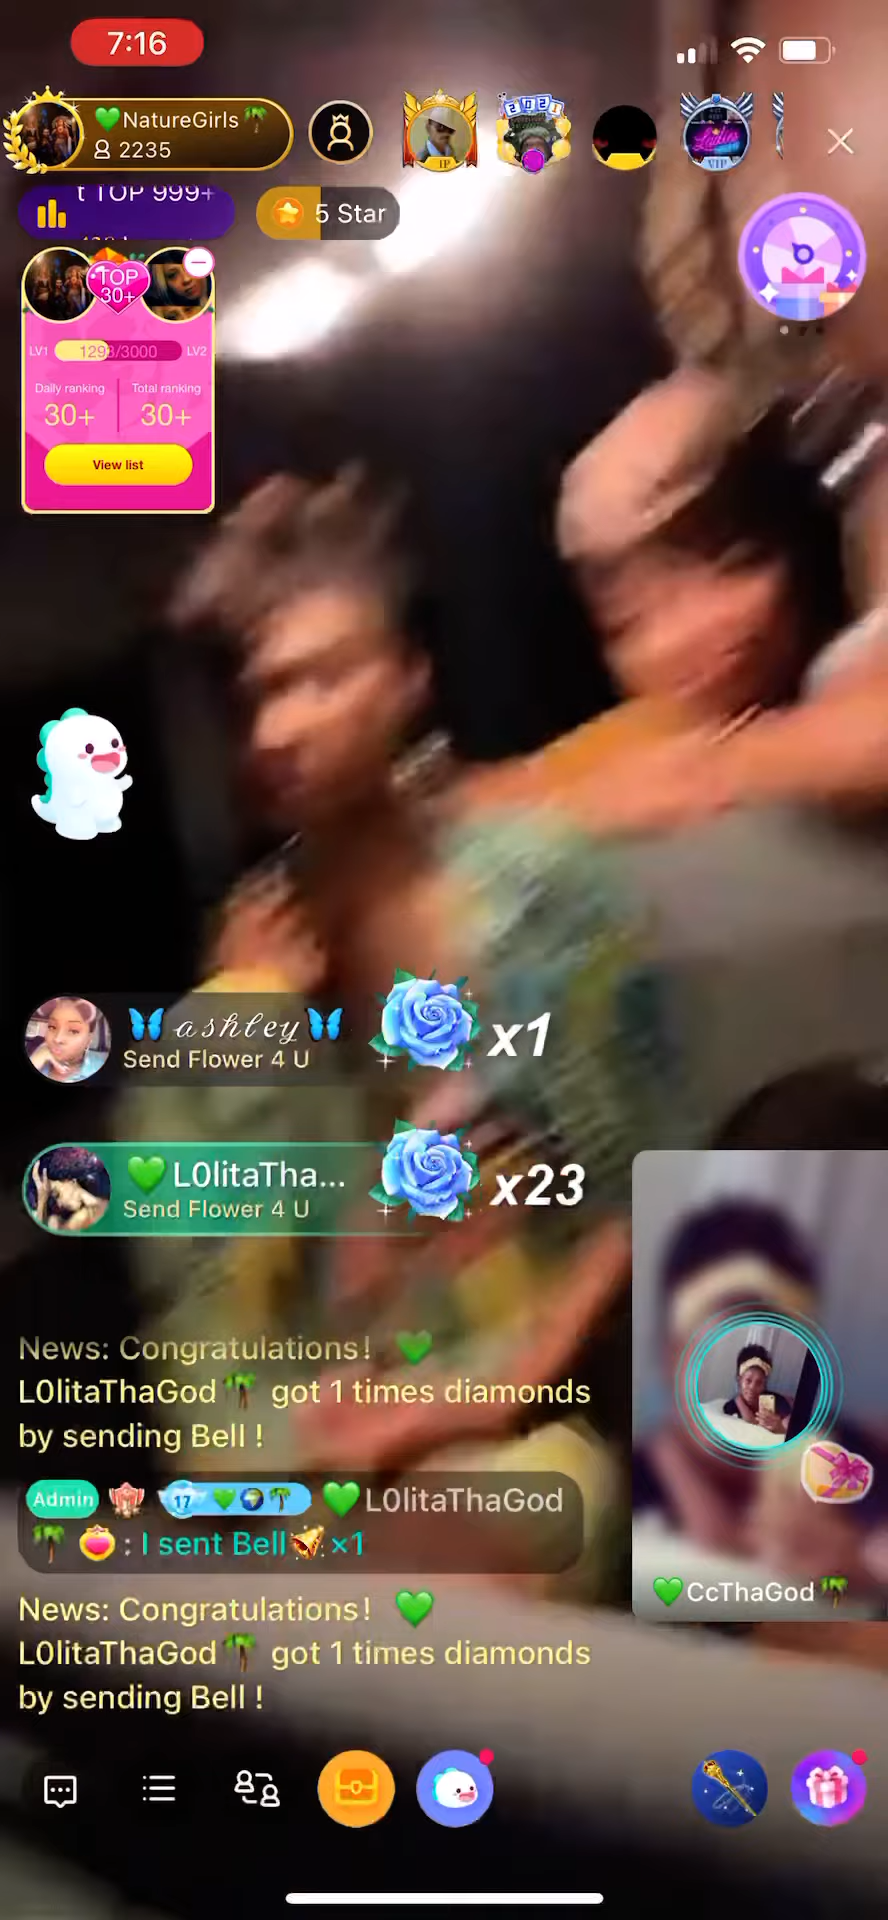 7:16
💚NatureGirls🌴
2235
2021
VIP
t TOP 999+
5 Star
TOP
30+
LV1 1293/3000 LV2
Daily ranking Total ranking
30+ 30+
View list
🦋𝒶𝓈𝒽𝓁ℯ𝓎🦋 x1
Send Flower 4 U
💚L0litaTha... x23
Send Flower 4 U
News: Congratulations! 💚
L0litaThaGod🌴 got 1 times diamonds
by sending Bell !
Admin 17 💚🌍🌴 💚L0litaThaGod
🌴 : I sent Bell ×1
💚CcThaGod🌴
News: Congratulations! 💚
L0litaThaGod🌴 got 1 times diamonds
by sending Bell !